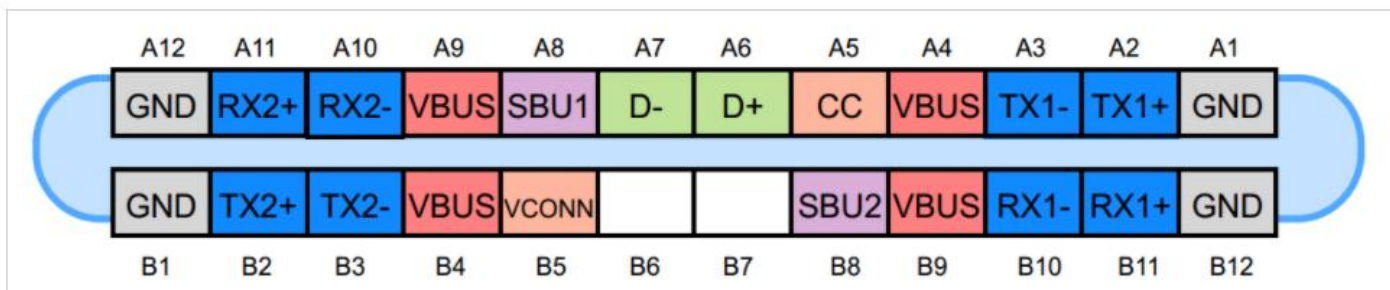 A12 A11 A10 A9 A8 A7 A6 A5 A4 A3 A2 A1
GND RX2+ RX2- VBUS SBU1 D- D+ CC VBUS TX1- TX1+ GND
GND TX2+ TX2- VBUS VCONN SBU2 VBUS RX1- RX1+ GND
B1 B2 B3 B4 B5 B6 B7 B8 B9 B10 B11 B12